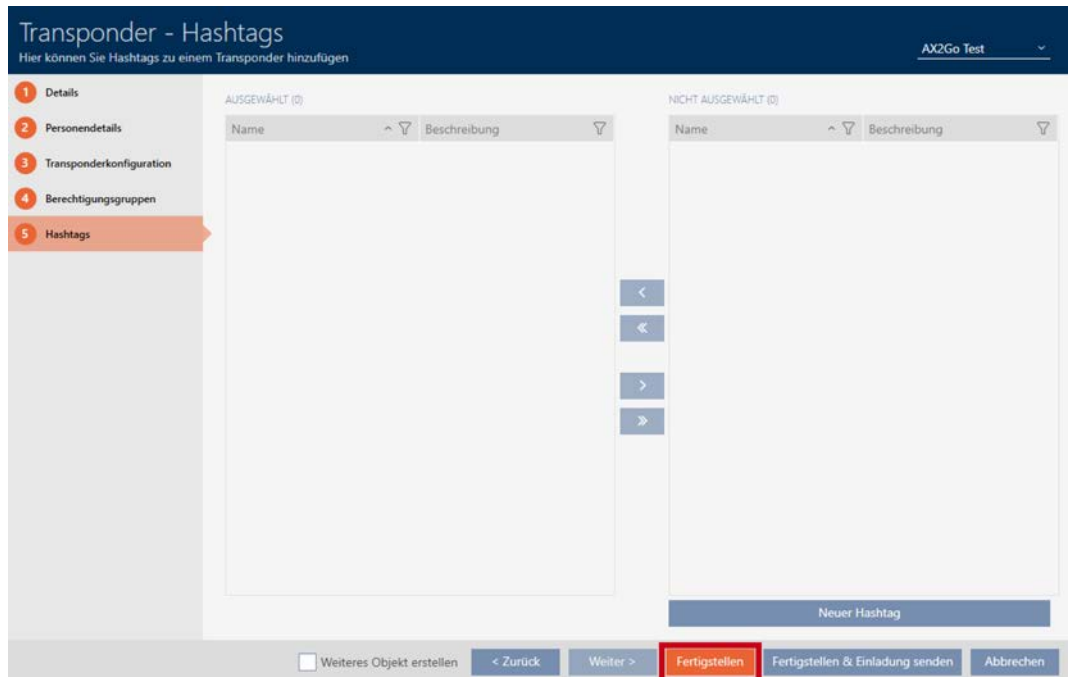 Transponder - Hashtags
Hier können Sie Hashtags zu einem Transponder hinzufügen
AX2Go Test
1 Details
2 Personendetails
3 Transponderkonfiguration
4 Berechtigungsgruppen
5 Hashtags
AUSGEWÄHLT (0)
Name Beschreibung
NICHT AUSGEWÄHLT (0)
Name Beschreibung
Neuer Hashtag
Weiteres Objekt erstellen
< Zurück
Weiter >
Fertigstellen
Fertigstellen & Einladung senden
Abbrechen